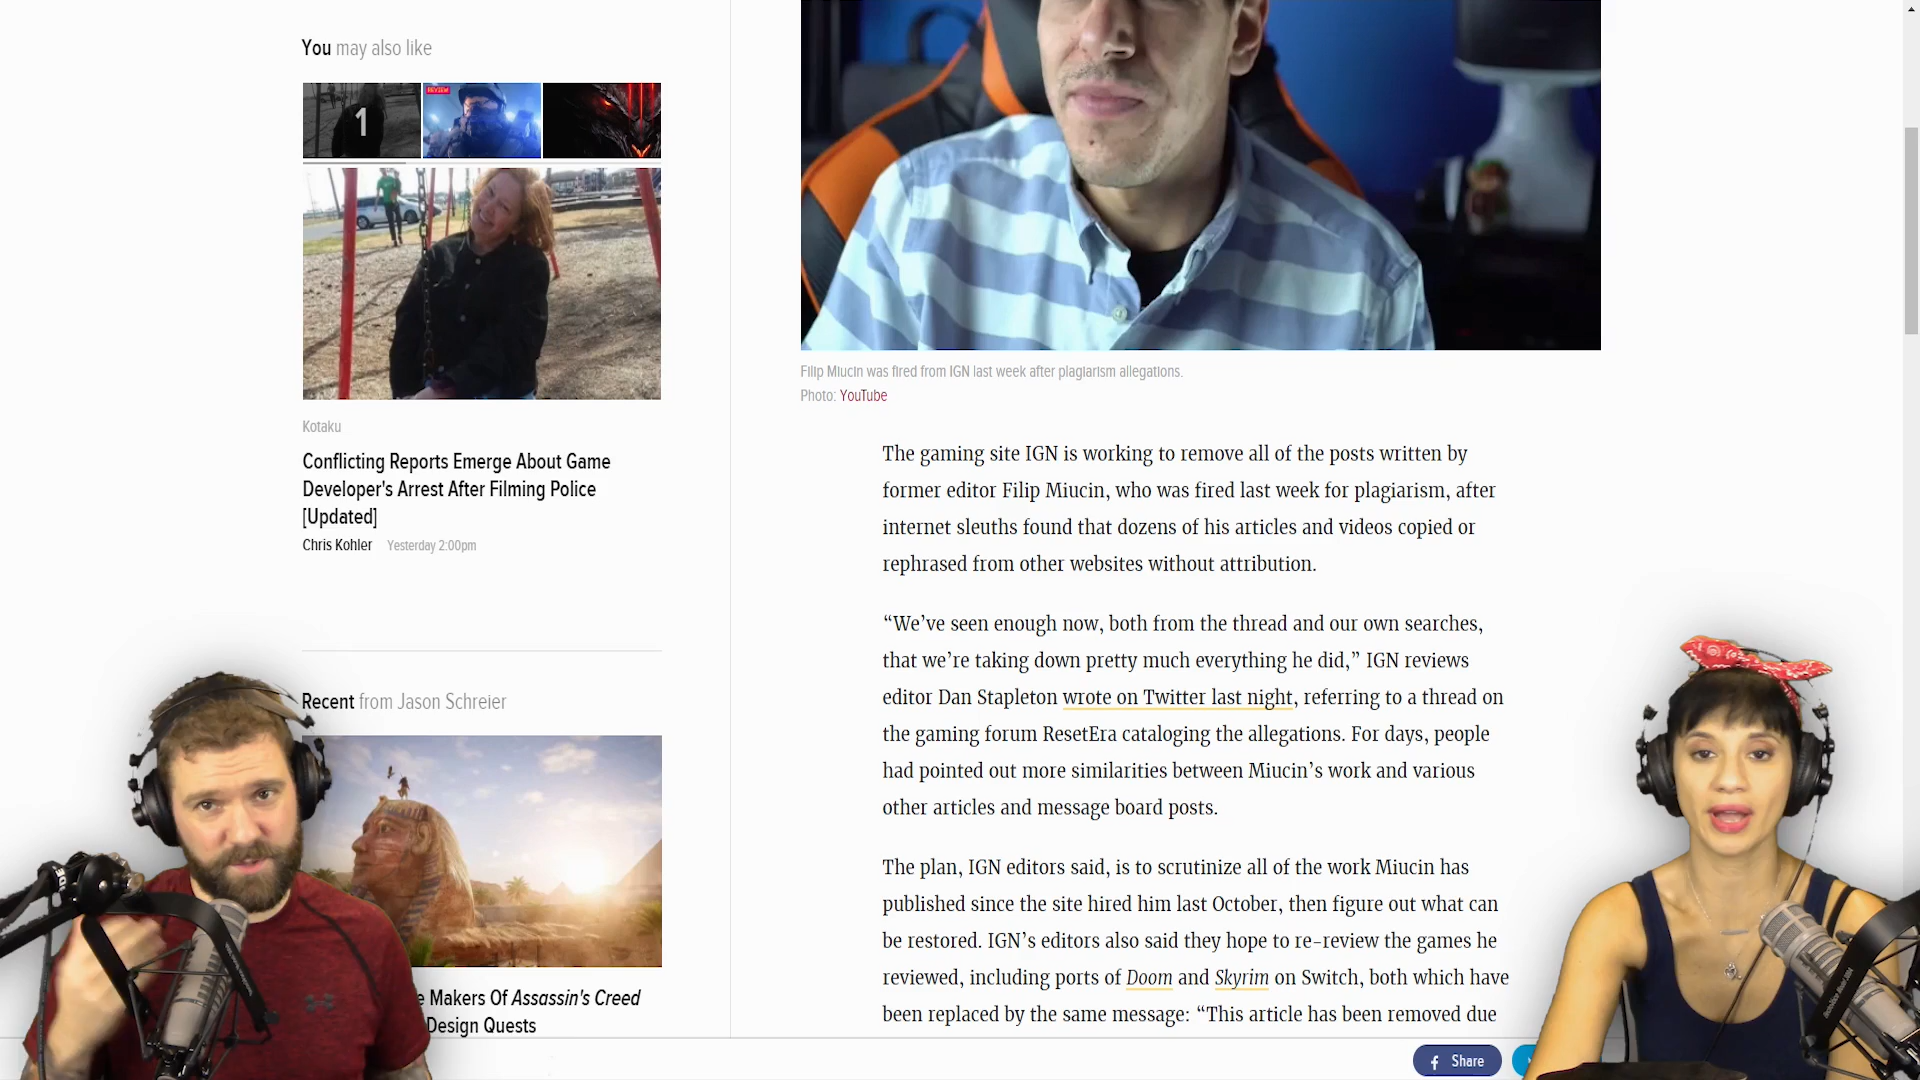 You may also like
REVIEW
1
Kotaku
Conflicting Reports Emerge About Game
Developer's Arrest After Filming Police
[Updated]
Chris Kohler Yesterday 2:00pm
Recent from Jason Schreier
e Makers Of Assassin's Creed
Design Quests
Filip Miucin was fired from IGN last week after plagiarism allegations.
Photo: YouTube
The gaming site IGN is working to remove all of the posts written by
former editor Filip Miucin, who was fired last week for plagiarism, after
internet sleuths found that dozens of his articles and videos copied or
rephrased from other websites without attribution.
“We’ve seen enough now, both from the thread and our own searches,
that we’re taking down pretty much everything he did,” IGN reviews
editor Dan Stapleton wrote on Twitter last night, referring to a thread on
the gaming forum ResetEra cataloging the allegations. For days, people
had pointed out more similarities between Miucin’s work and various
other articles and message board posts.
The plan, IGN editors said, is to scrutinize all of the work Miucin has
published since the site hired him last October, then figure out what can
be restored. IGN’s editors also said they hope to re-review the games he
reviewed, including ports of Doom and Skyrim on Switch, both which have
been replaced by the same message: “This article has been removed due
f Share